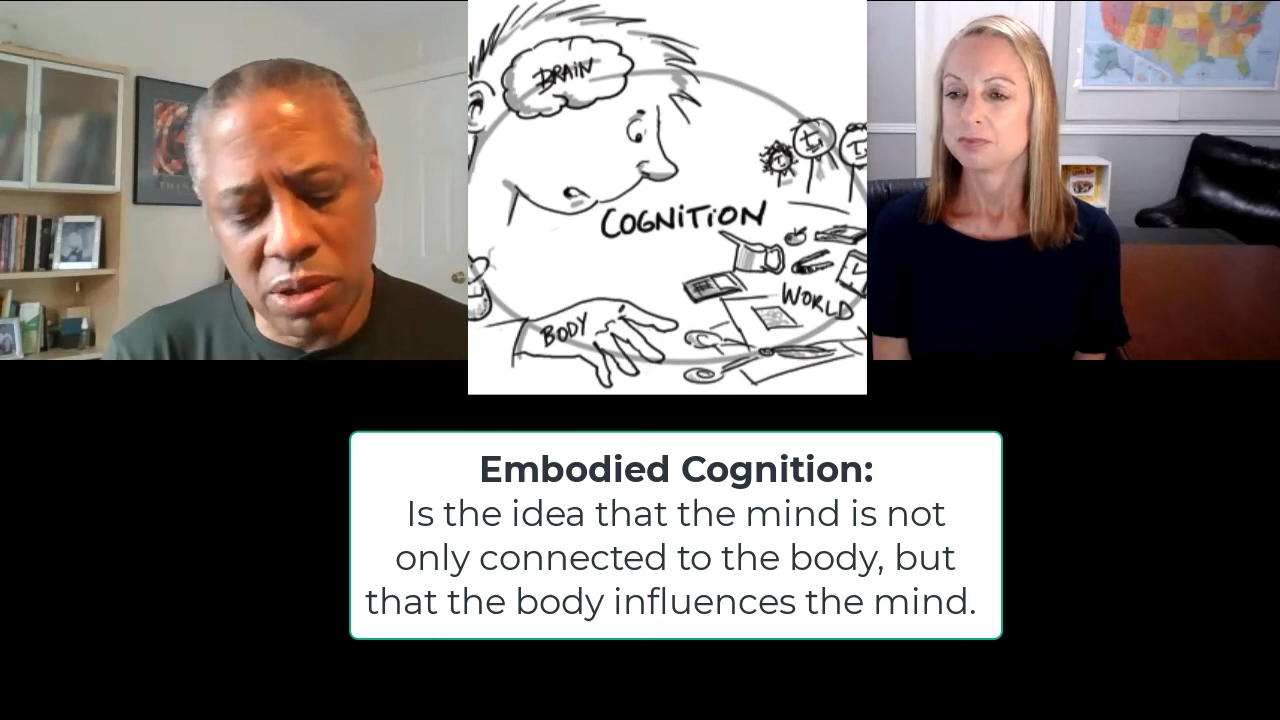 BRAIN
COGNITION
WORLD
BODY
Embodied Cognition:
Is the idea that the mind is not
only connected to the body, but
that the body influences the mind.